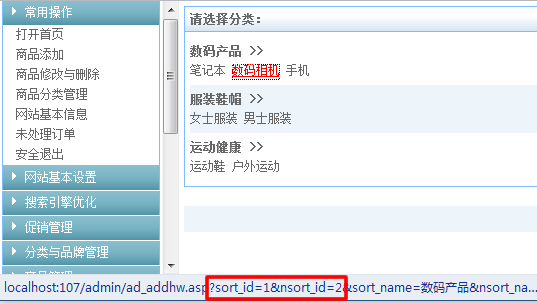 常用操作
打开首页
商品添加
商品修改与删除
商品分类管理
网站基本信息
未处理订单
安全退出
网站基本设置
搜索引擎优化
促销管理
分类与品牌管理
请选择分类：
数码产品 >>
笔记本 数码相机 手机
服装鞋帽 >>
女士服装 男士服装
运动健康 >>
运动鞋 户外运动
localhost:107/admin/ad_addhw.asp?sort_id=1&nsort_id=2&sort_name=数码产品&nsort_na...